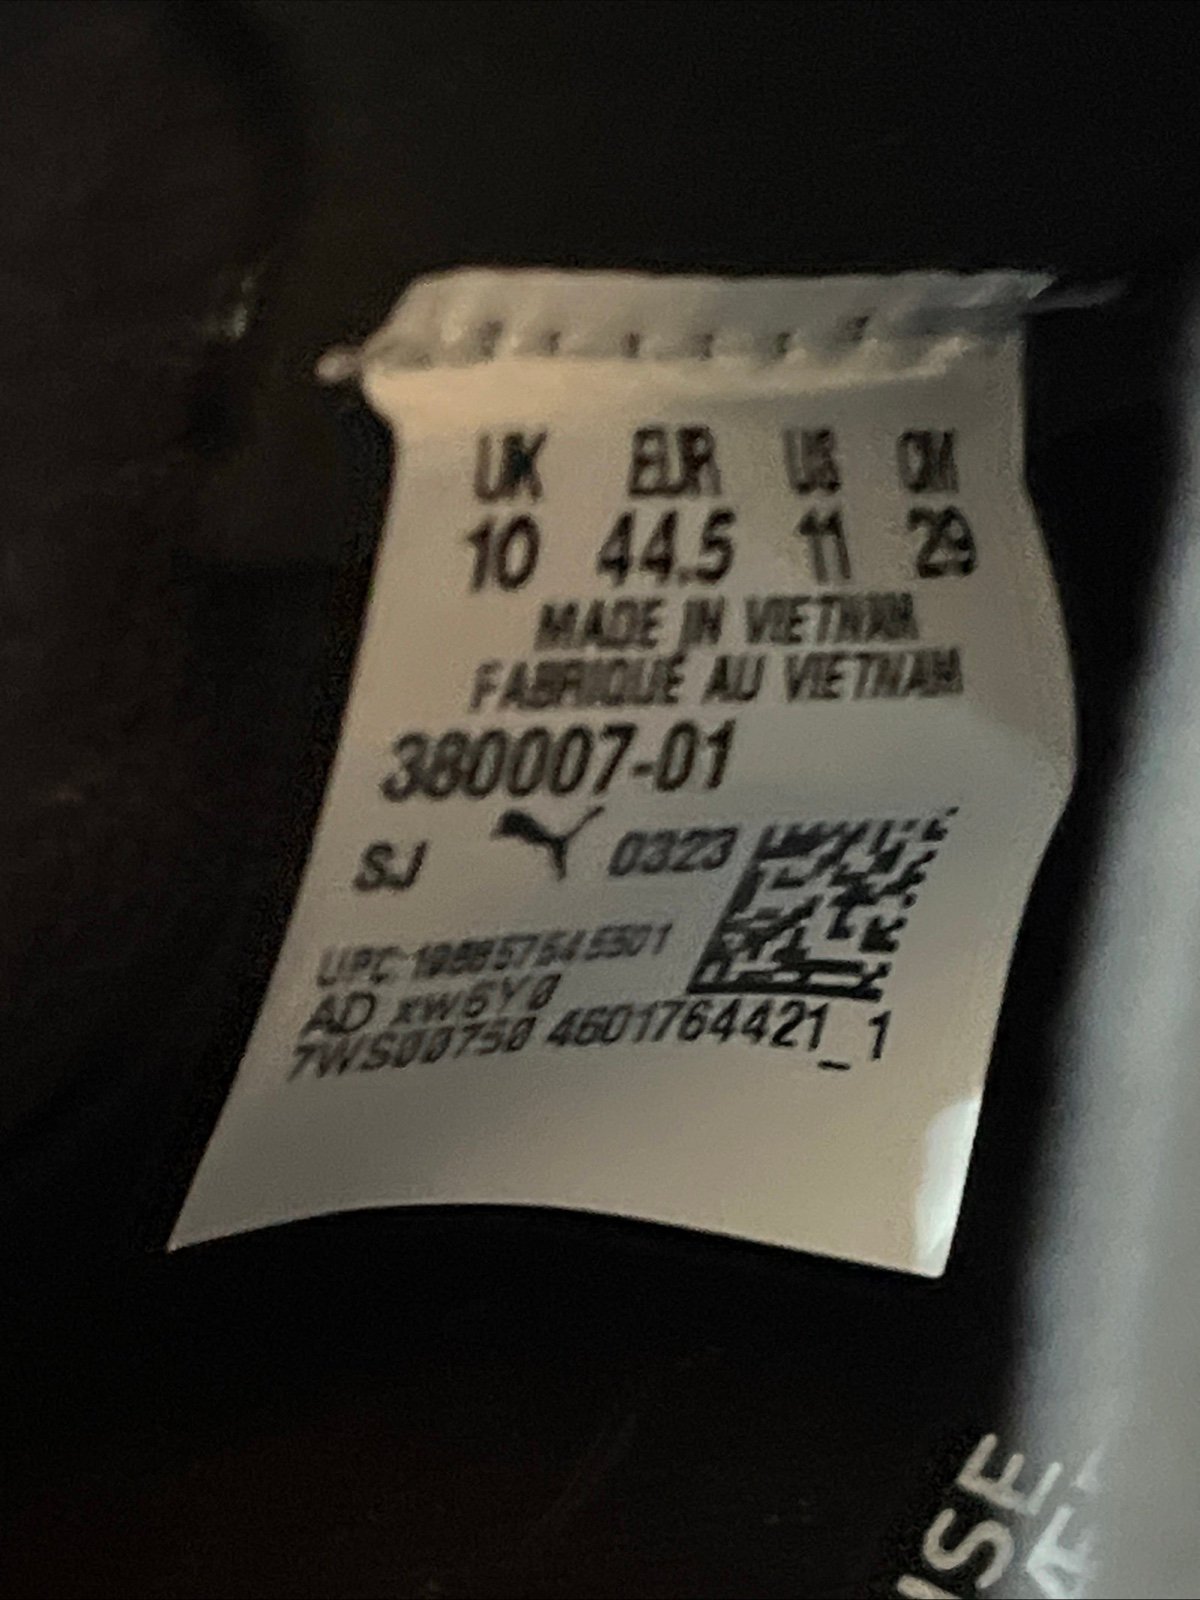 UK EUR US CM
10 44.5 11 29
MADE IN VIETNAM
FABRIQUÉ AU VIETNAM
380007-01
SJ 0323
AD xw6Y0
7WS00750 4601764421_1